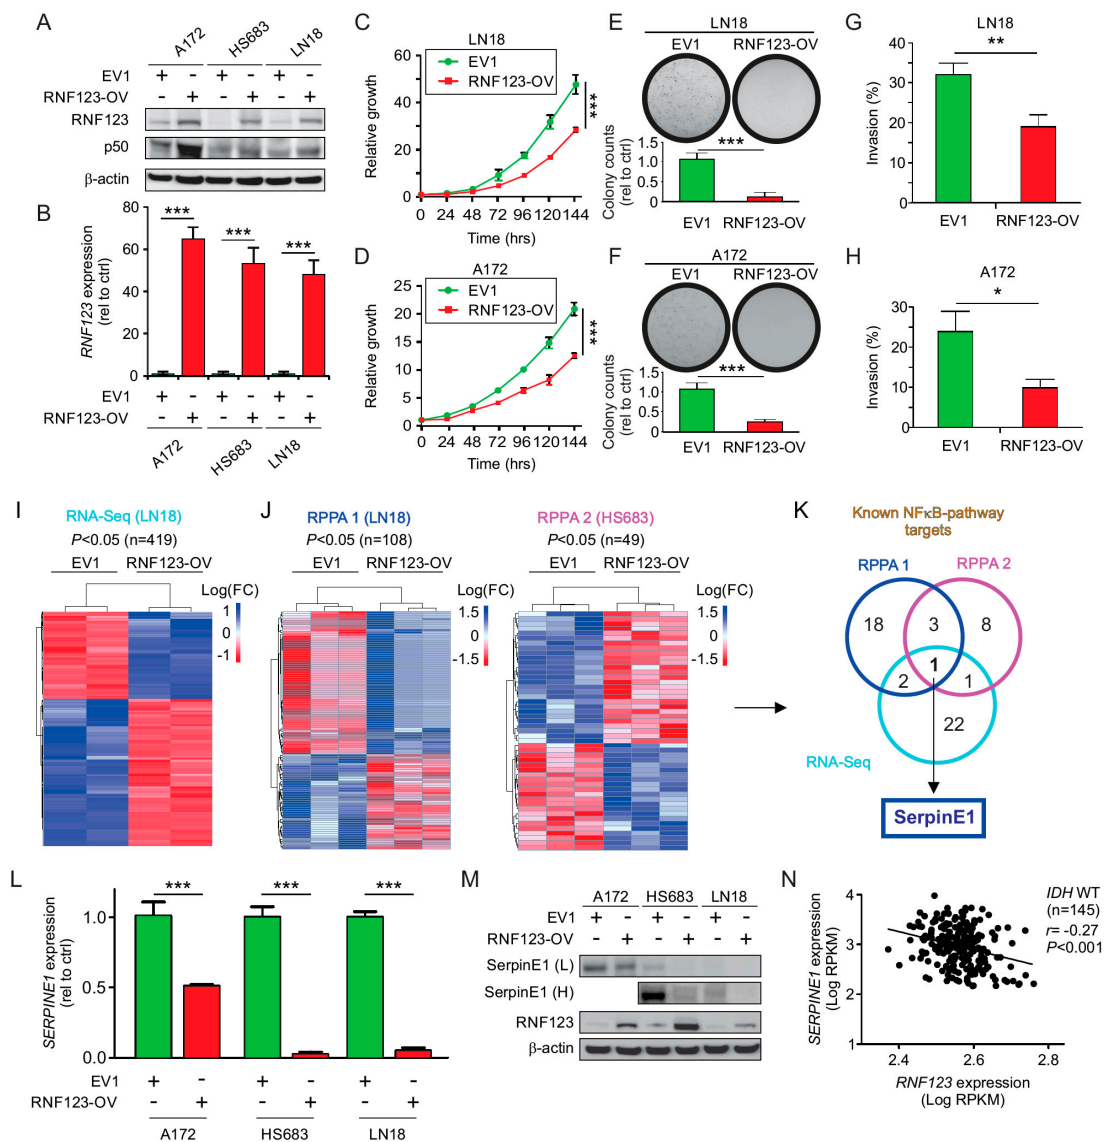 A
A172
HS683
LN18
EV1
+ - + - + -
RNF123-OV
- + - + - +
RNF123
p50
β-actin
B
RNF123 expression
(rel to ctrl)
80
60
40
20
0
***
***
***
EV1
+ - + - + -
RNF123-OV
- + - + - +
A172
HS683
LN18
C
LN18
EV1
RNF123-OV
Relative growth
60
40
20
0
***
0 24 48 72 96 120 144
Time (hrs)
D
A172
EV1
RNF123-OV
Relative growth
25
20
15
10
5
0
***
0 24 48 72 96 120 144
Time (hrs)
E
LN18
EV1 RNF123-OV
Colony counts
(rel to ctrl)
1.5
1.0
0.5
0
***
EV1 RNF123-OV
F
A172
EV1 RNF123-OV
Colony counts
(rel to ctrl)
1.5
1.0
0.5
0
***
EV1 RNF123-OV
G
LN18
Invasion (%)
40
30
20
10
0
**
EV1 RNF123-OV
H
A172
Invasion (%)
30
20
10
0
*
EV1 RNF123-OV
I
RNA-Seq (LN18)
P<0.05 (n=419)
EV1 RNF123-OV
Log(FC)
1
0
-1
J
RPPA 1 (LN18)
P<0.05 (n=108)
EV1 RNF123-OV
Log(FC)
1.5
0
-1.5
RPPA 2 (HS683)
P<0.05 (n=49)
EV1 RNF123-OV
Log(FC)
1.5
0
-1.5
K
Known NFκB-pathway
targets
RPPA 1 RPPA 2
18 3 8
1
2 1
22
RNA-Seq
SerpinE1
L
SERPINE1 expression
(rel to ctrl)
1.0
0.5
0.0
***
***
***
EV1
+ - + - + -
RNF123-OV
- + - + - +
A172 HS683 LN18
M
A172 HS683 LN18
EV1 + - + - + -
RNF123-OV - + - + - +
SerpinE1 (L)
SerpinE1 (H)
RNF123
β-actin
N
SERPINE1 expression
(Log RPKM)
4
3
2
1
IDH WT
(n=145)
r= -0.27
P<0.001
2.4 2.6 2.8
RNF123 expression
(Log RPKM)